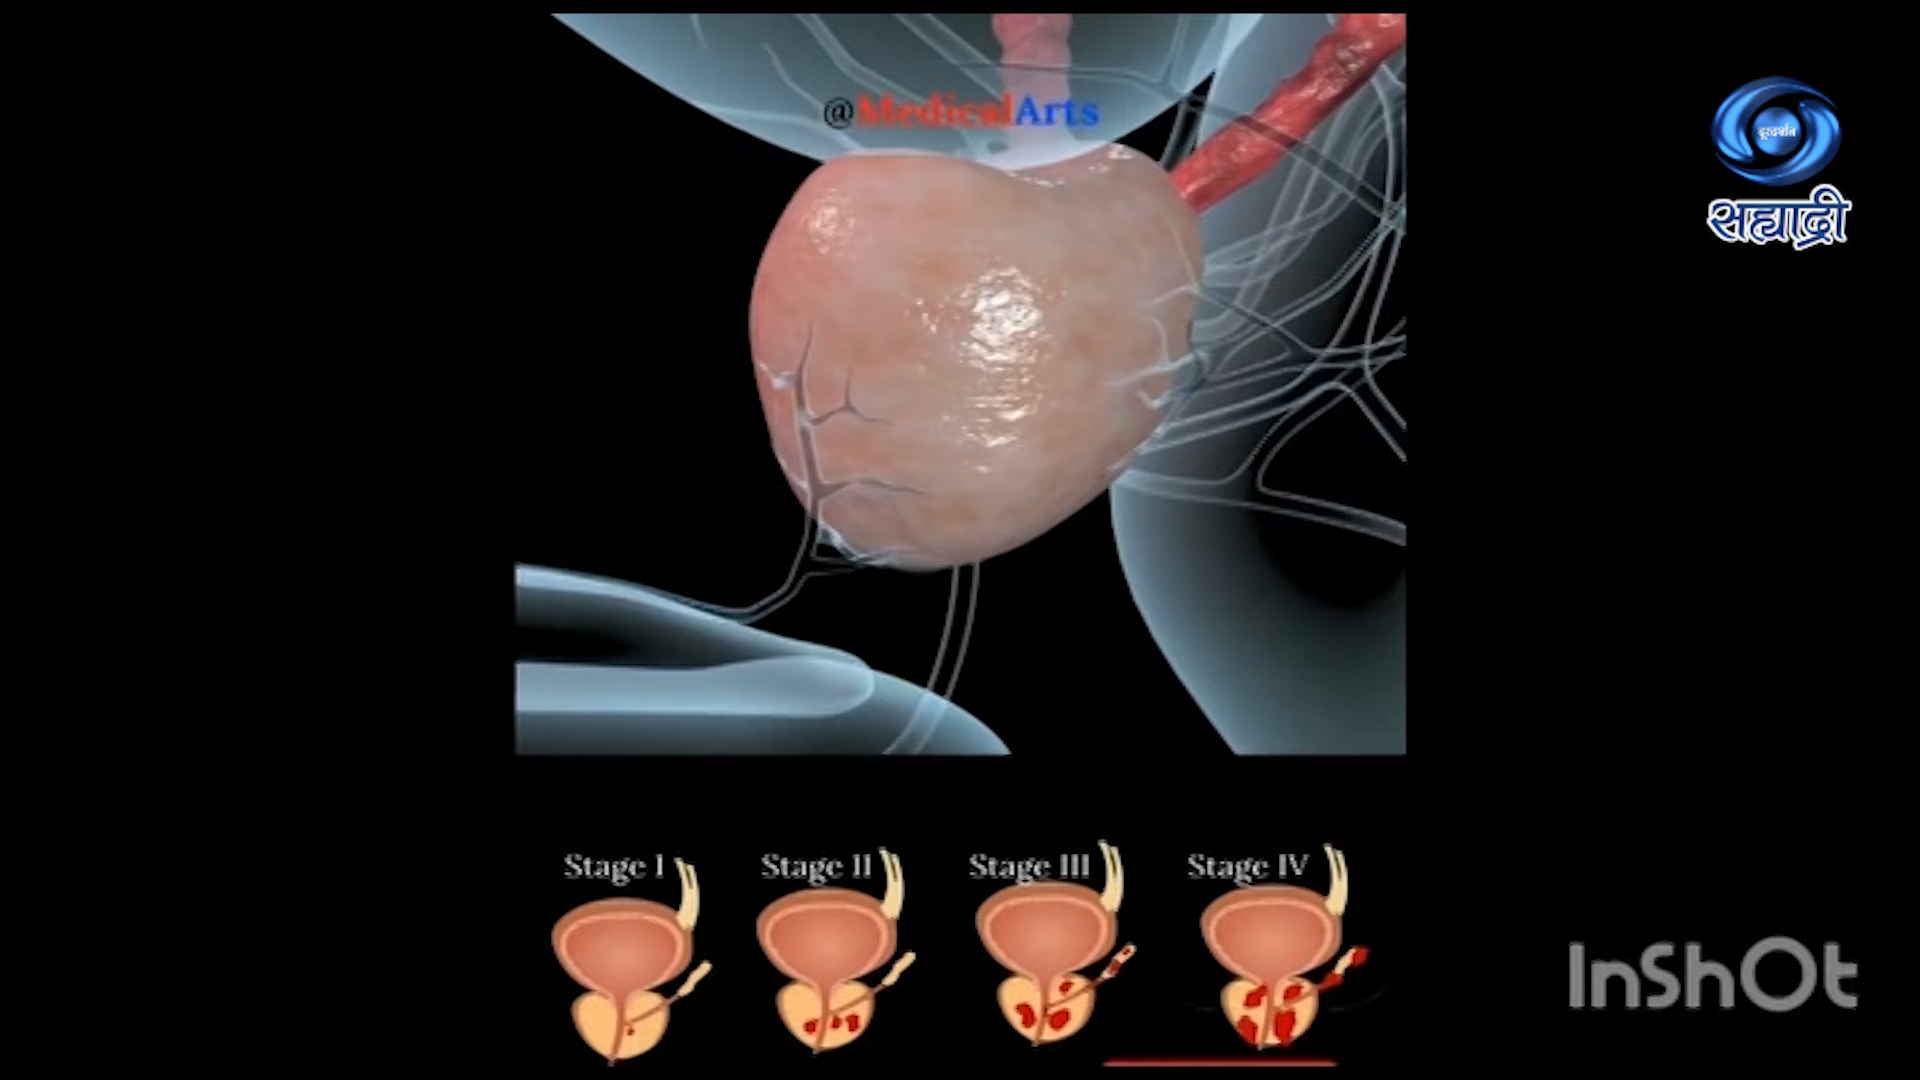 @MedicalArts
दूरदर्शन
सह्याद्री
Stage I
Stage II
Stage III
Stage IV
InShOt